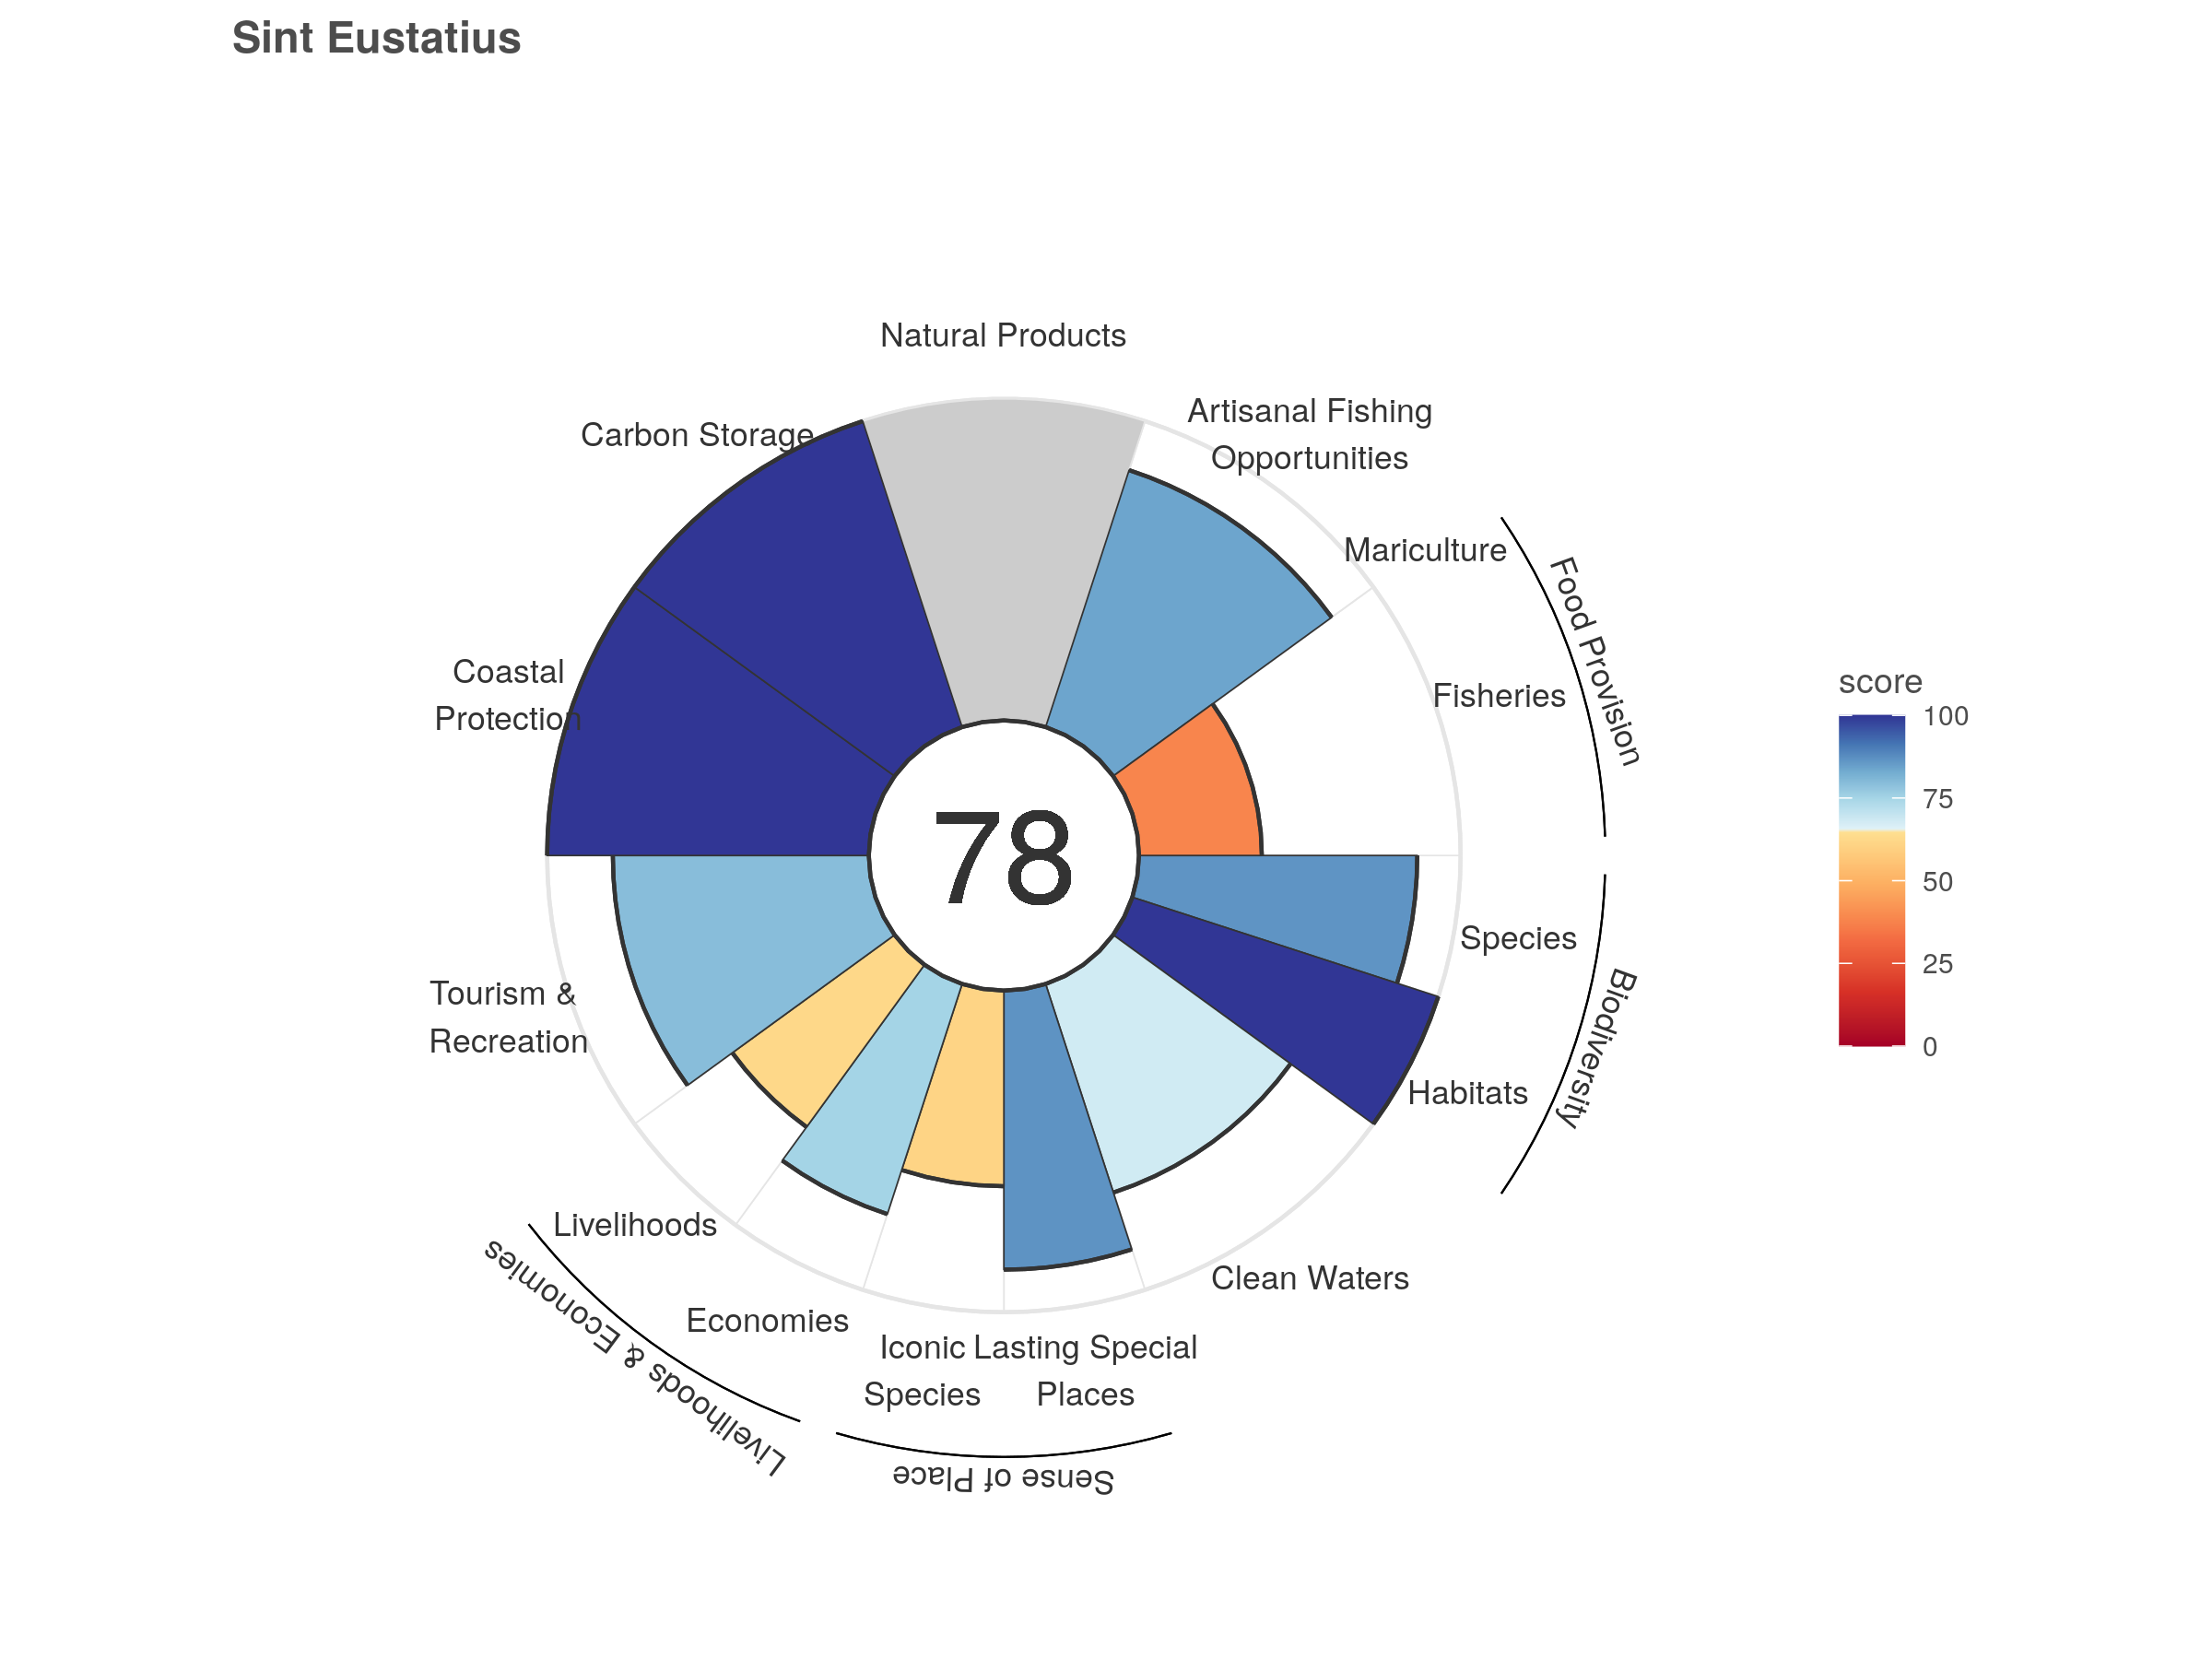 Sint Eustatius
Natural Products
Artisanal Fishing
Opportunities
Carbon Storage
Mariculture
Food Provision
Fisheries
Coastal
Protection
score
100
75
50
25
0
78
Species
Biodiversity
Tourism &
Recreation
Habitats
Livelihoods
Clean Waters
Economies
Livelihoods & Economies
Iconic
Species
Lasting Special
Places
Sense of Place